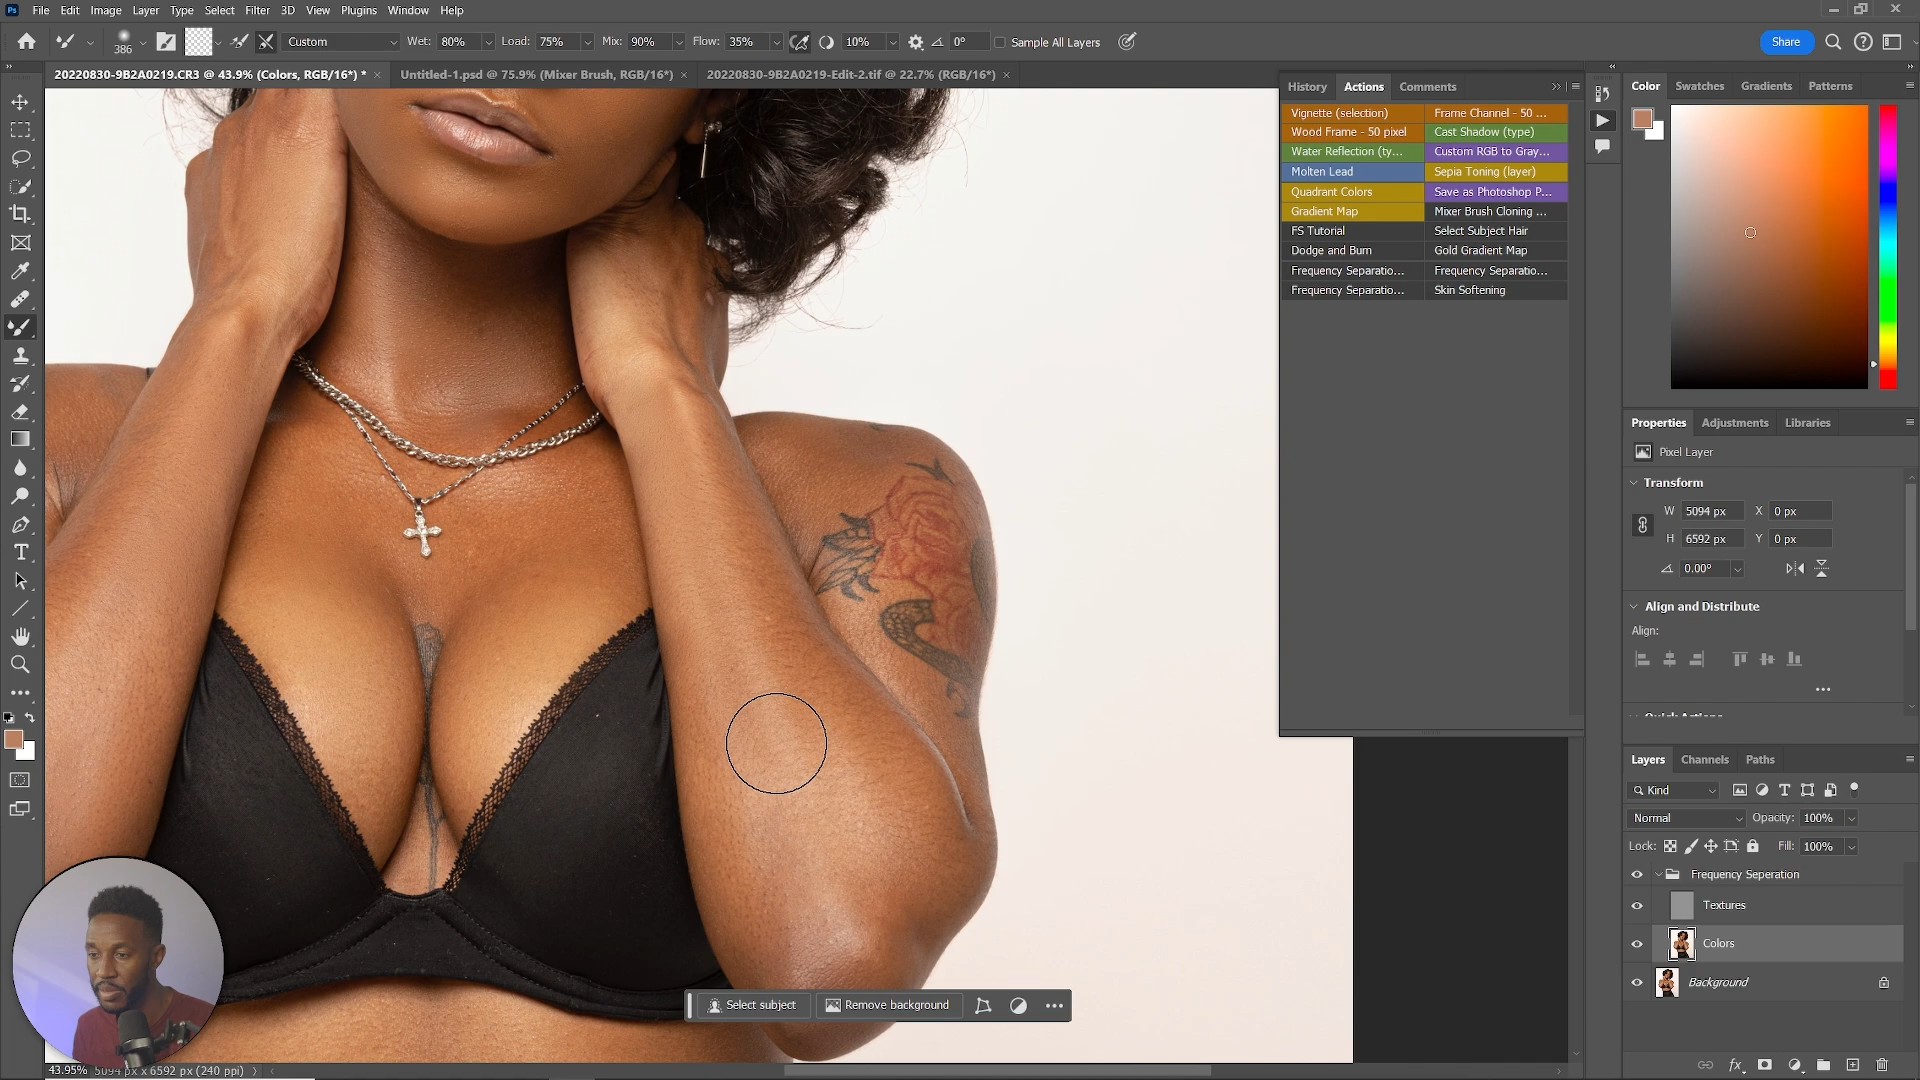 Ps File Edit Image Layer Type Select Filter 3D View Plugins Window Help
386 Custom Wet: 80% Load: 75% Mix: 90% Flow: 35% 10% 0° Sample All Layers Share
20220830-9B2A0219.CR3 @ 43.9% (Colors, RGB/16*) * × Untitled-1.psd @ 75.9% (Mixer Brush, RGB/16*) × 20220830-9B2A0219-Edit-2.tif @ 22.7% (RGB/16*) ×
History Actions Comments
Vignette (selection) Frame Channel - 50 ...
Wood Frame - 50 pixel Cast Shadow (type)
Water Reflection (ty... Custom RGB to Gray...
Molten Lead Sepia Toning (layer)
Quadrant Colors Save as Photoshop P...
Gradient Map Mixer Brush Cloning ...
FS Tutorial Select Subject Hair
Dodge and Burn Gold Gradient Map
Frequency Separatio... Frequency Separatio...
Frequency Separatio... Skin Softening
Color Swatches Gradients Patterns
Properties Adjustments Libraries
Pixel Layer
Transform
W 5094 px X 0 px
H 6592 px Y 0 px
0.00°
Align and Distribute
Align:
Quick Actions
Layers Channels Paths
Kind
Normal Opacity: 100%
Lock: Fill: 100%
Frequency Seperation
Textures
Colors
Background
Select subject Remove background
43.95% 5094 px x 6592 px (240 ppi)